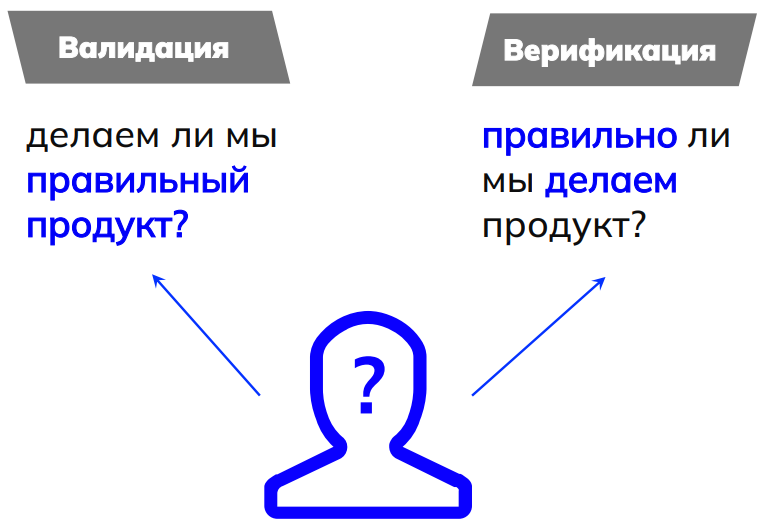 Валидация
делаем ли мы
правильный
продукт?
Верификация
правильно ли
мы делаем
продукт?
?